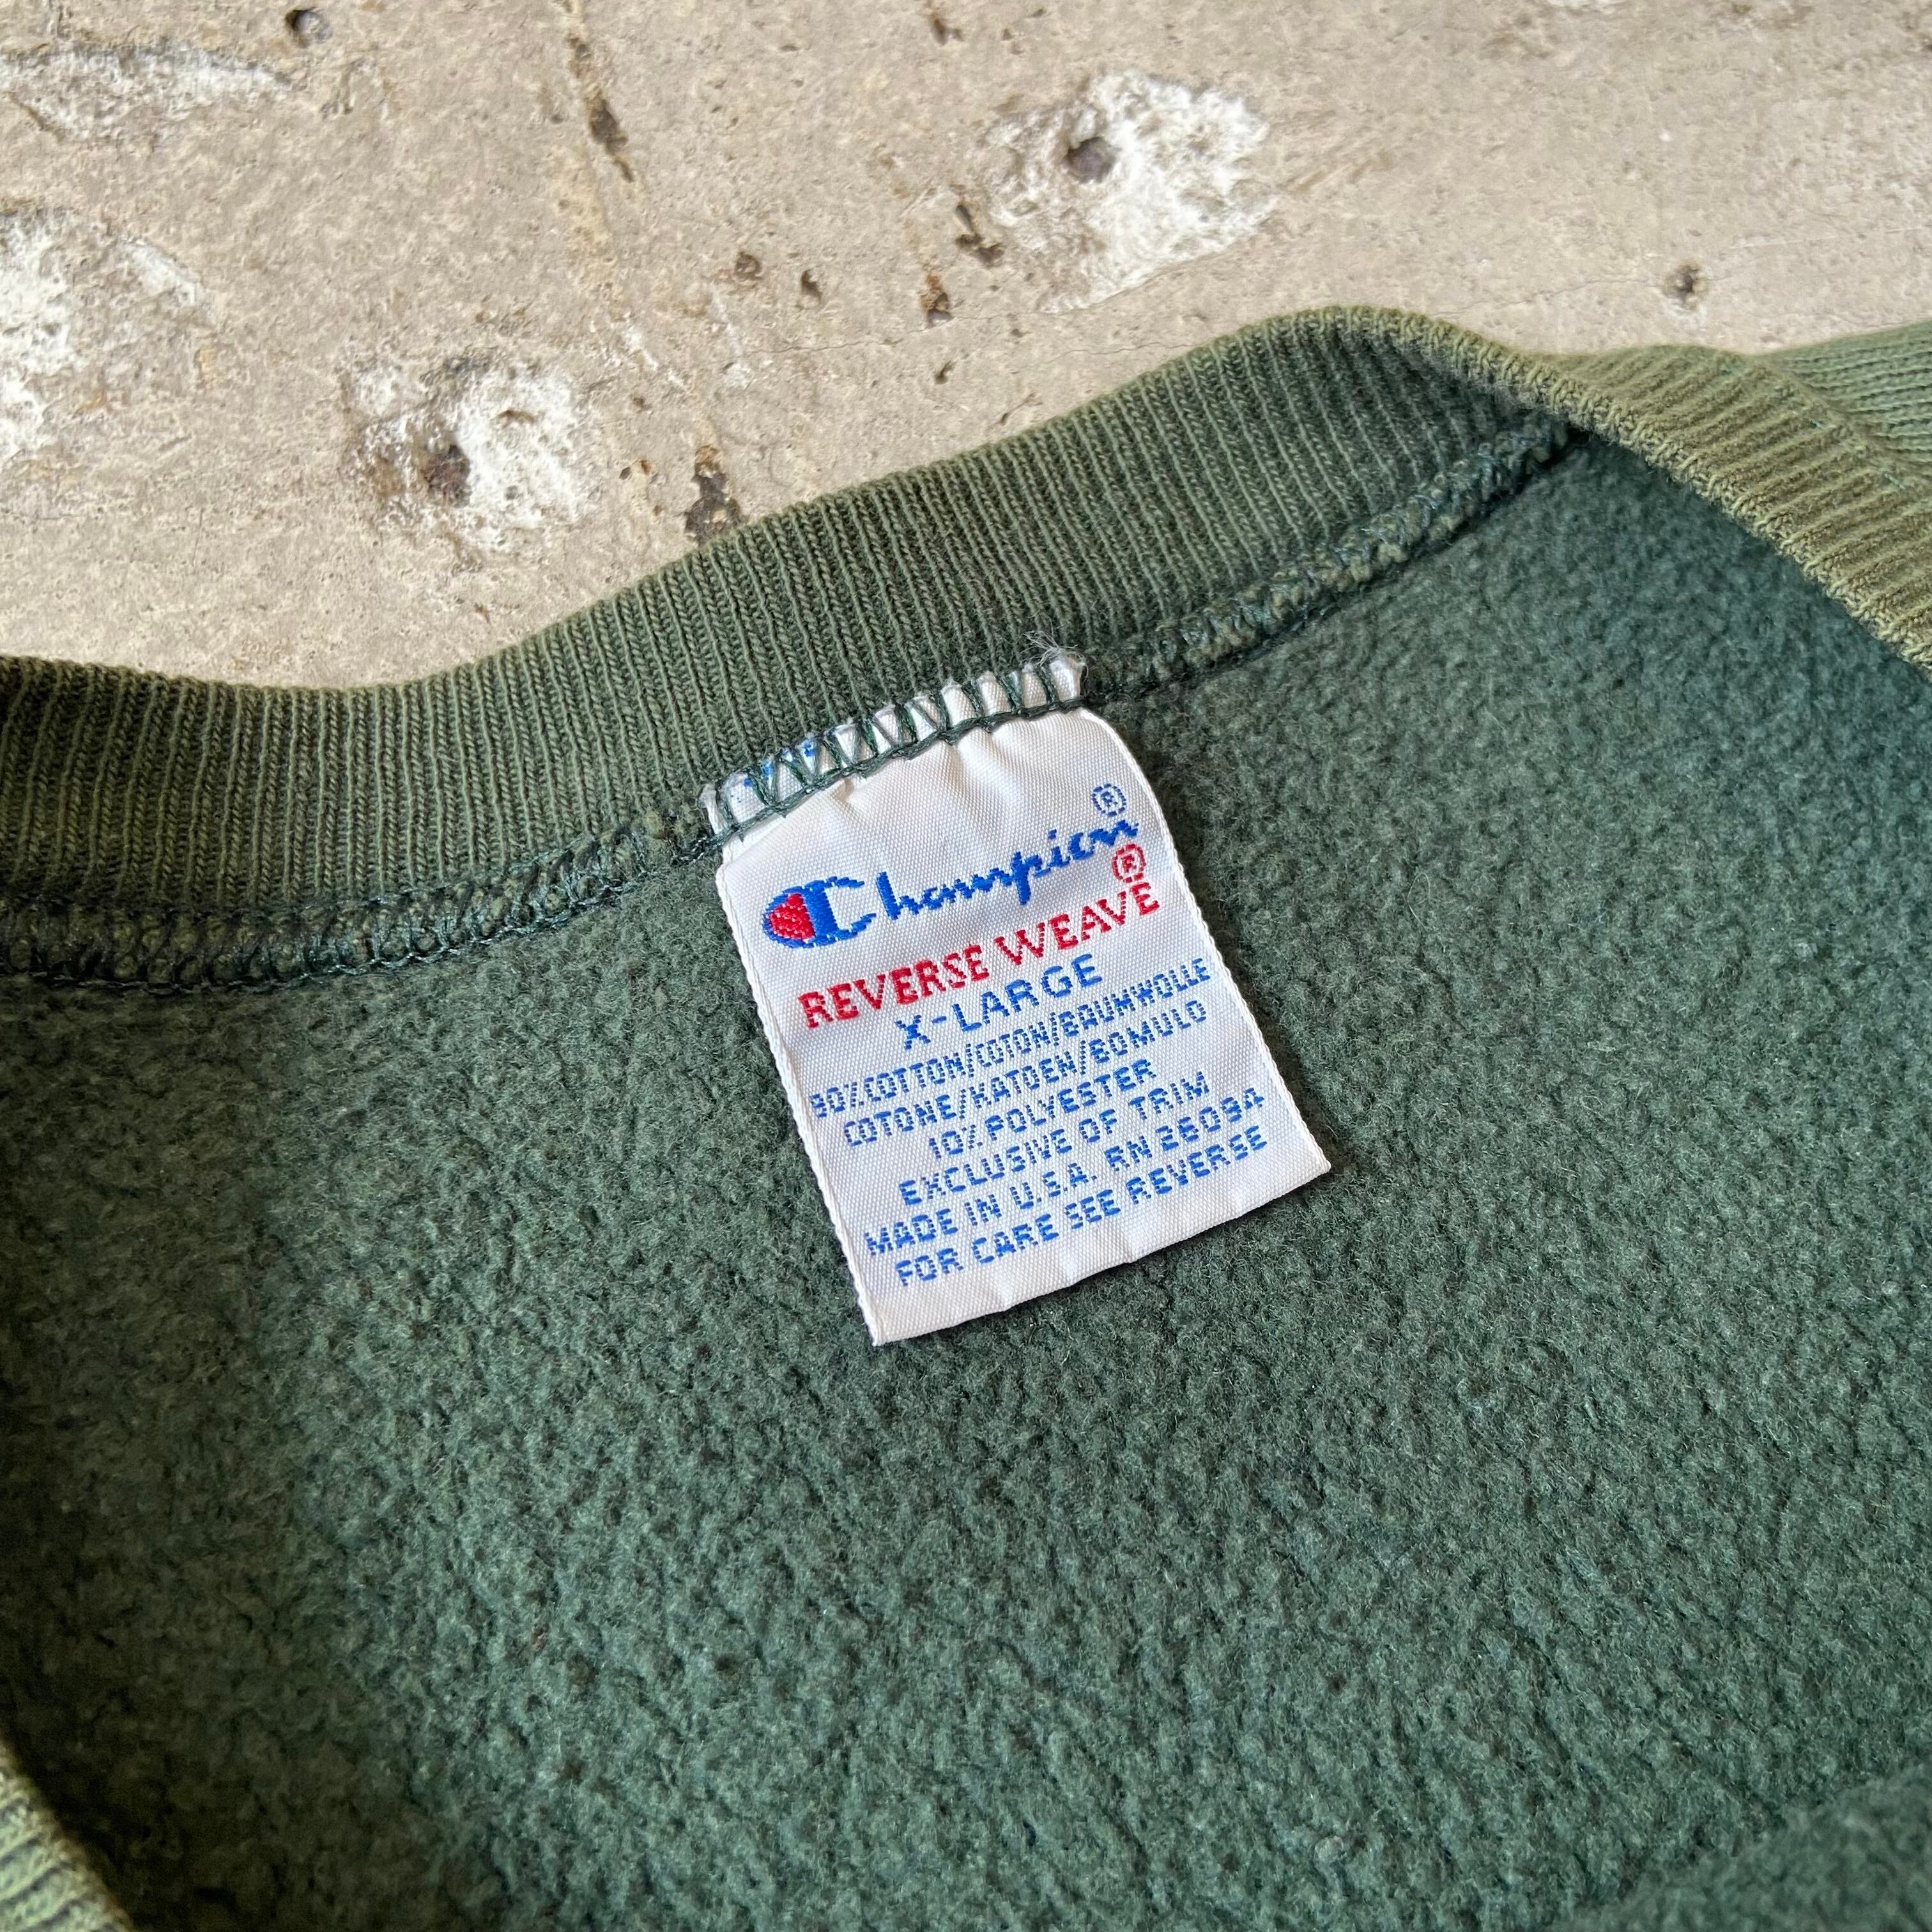 Champion®
REVERSE WEAVE®
X-LARGE
90%COTTON/COTON/BAUMWOLLE
COTONE/KATOEN/BOMULD
10%POLYESTER
EXCLUSIVE OF TRIM
MADE IN U.S.A. RN 26094
FOR CARE SEE REVERSE